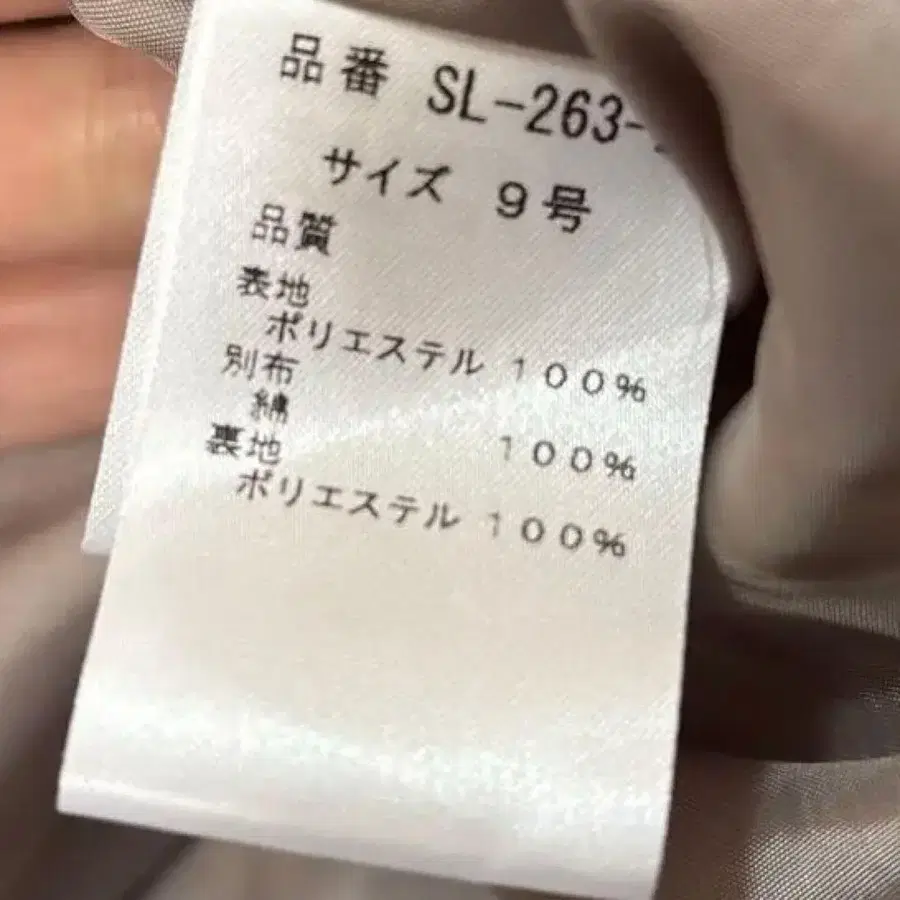 品番 SL-263-
サイズ 9号
品質
表地
ポリエステル 100%
別布
綿 100%
裏地
ポリエステル 100%